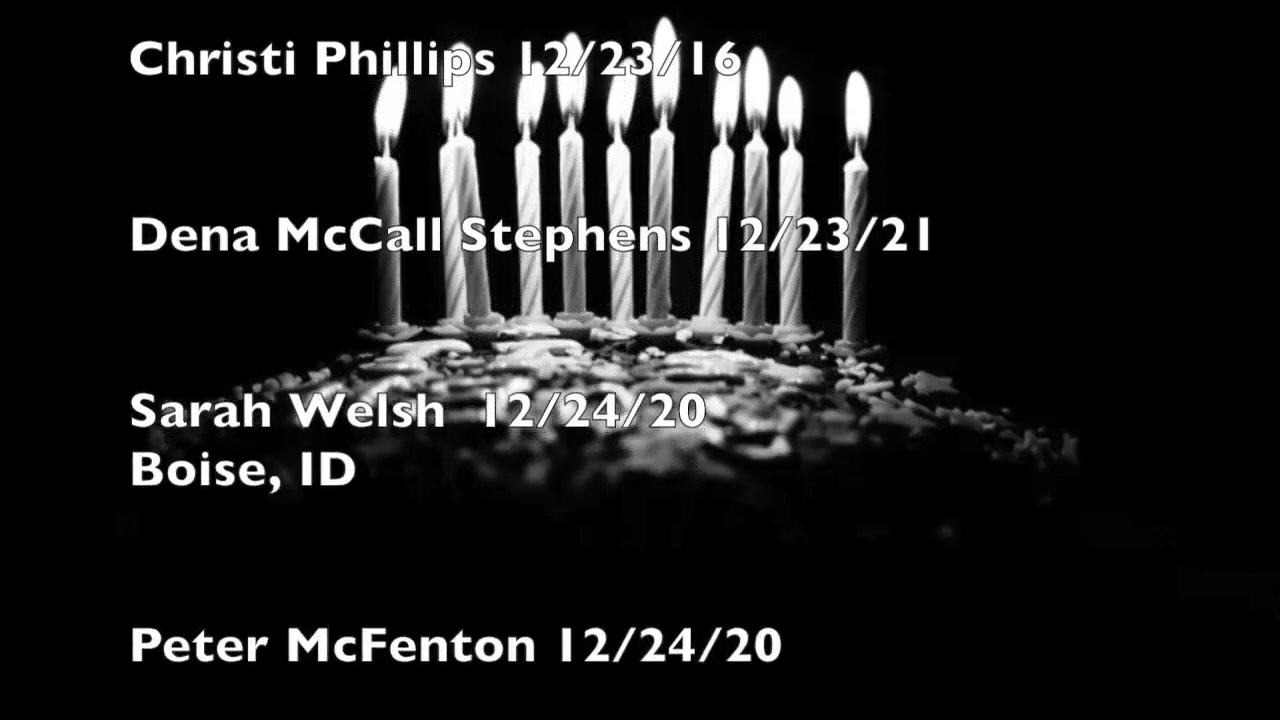 Christi Phillips 12/23/16
Dena McCall Stephens 12/23/21
Sarah Welsh  12/24/20
Boise, ID
Peter McFenton 12/24/20